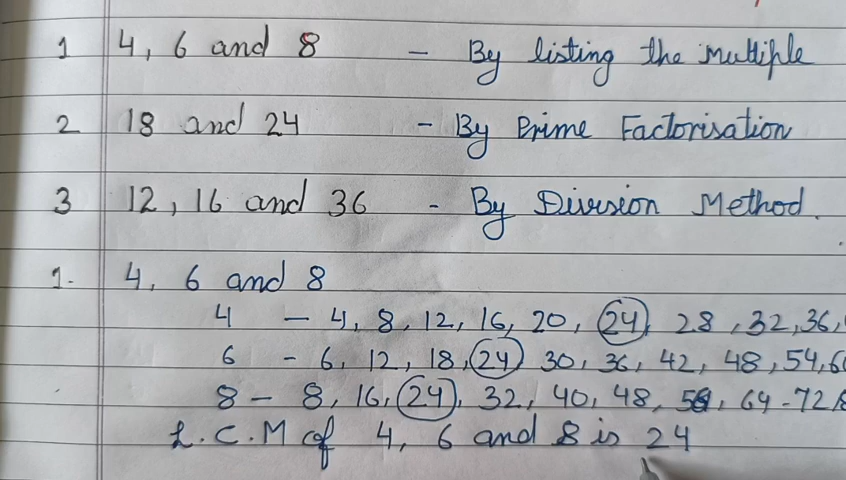 1 4, 6 and 8 - By listing the Multiple
2 18 and 24 - By Prime Factorisation
3 12, 16 and 36 - By Division Method.
1. 4, 6 and 8
4 - 4, 8, 12, 16, 20, 24, 28, 32, 36,
6 - 6, 12, 18, 24, 30, 36, 42, 48, 54,
8 - 8, 16, 24, 32, 40, 48, 56, 64 - 72
L.C.M of 4, 6 and 8 is 24